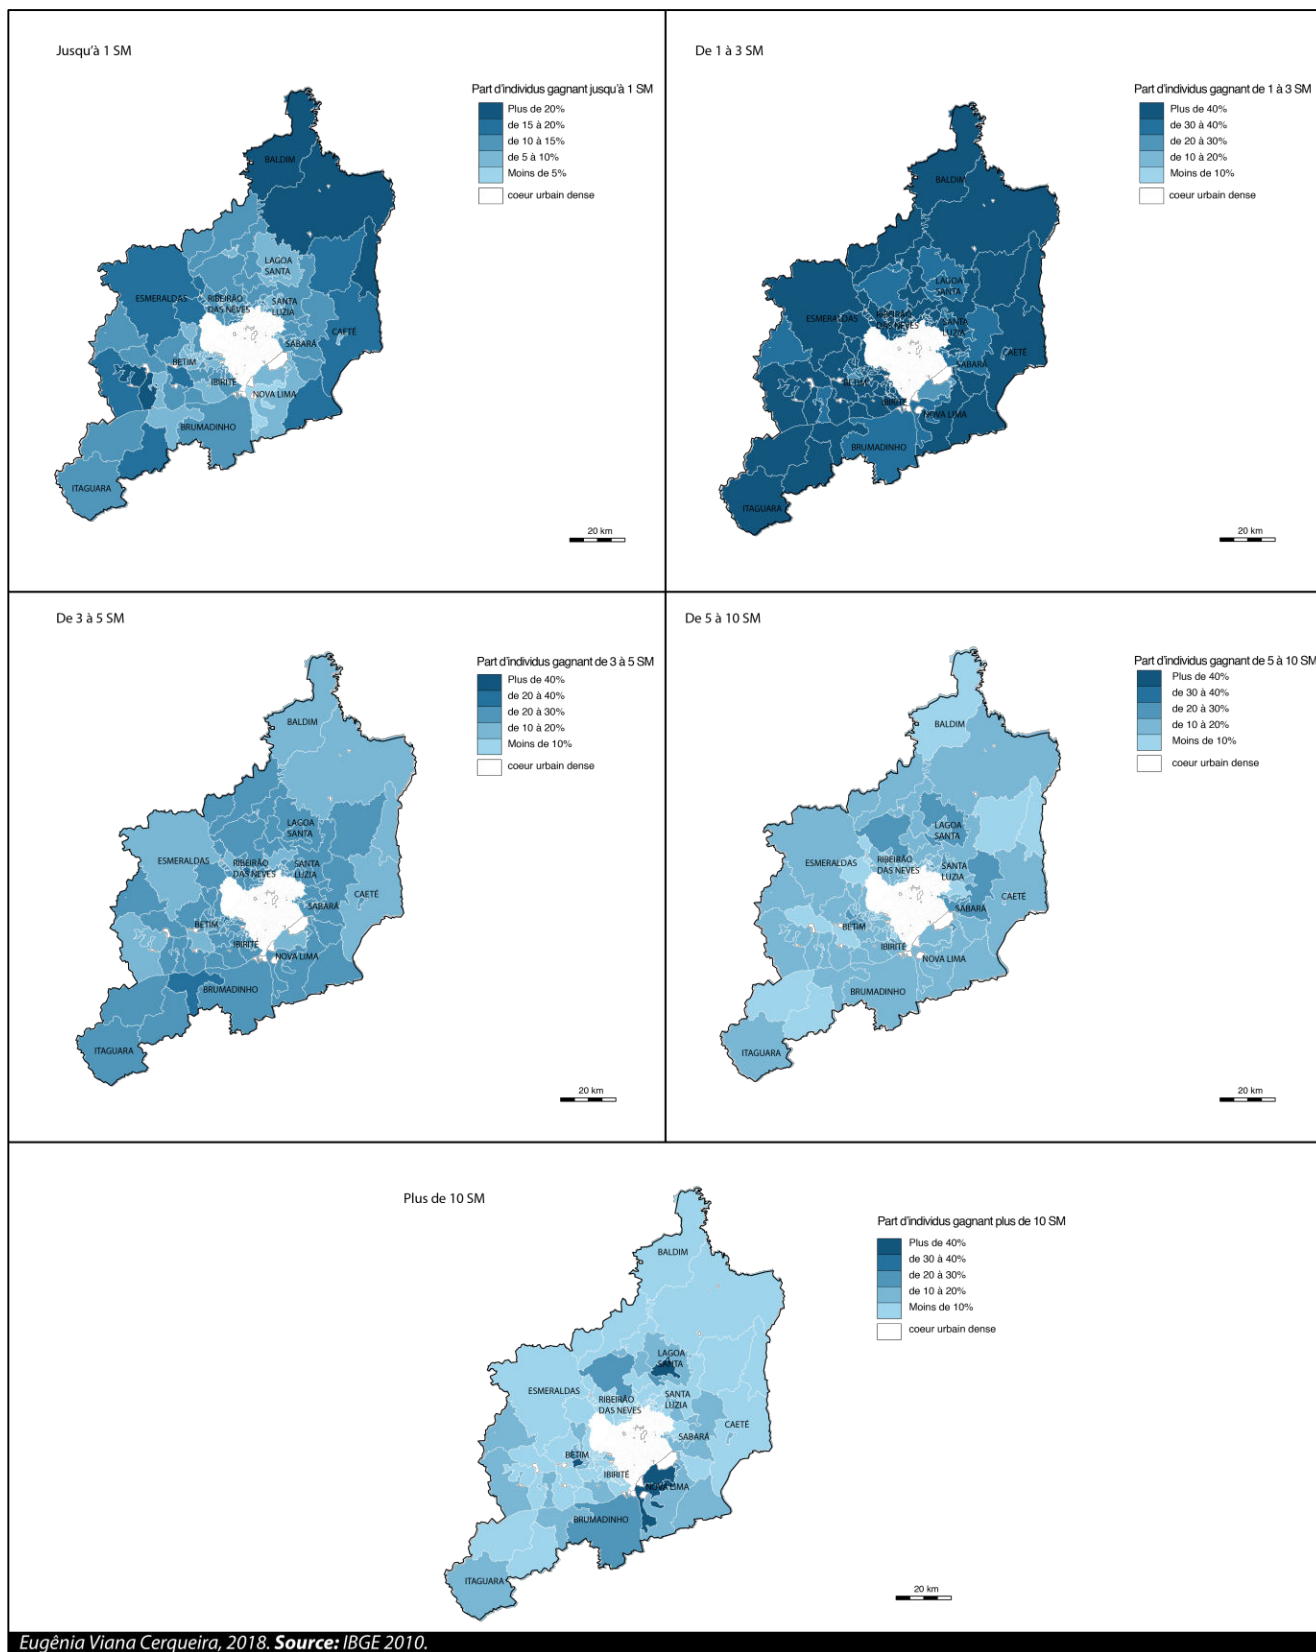 Jusqu'à 1 SM
Part d'individus gagnant jusqu'à 1 SM
Plus de 20%
de 15 à 20%
de 10 à 15%
de 5 à 10%
Moins de 5%
coeur urbain dense
BALDIM
LAGOA
SANTA
ESMERALDAS
RIBEIRÃO
DAS NEVES
SANTA
LUZIA
CAETÉ
SABARÁ
BETIM
IBIRITÉ
NOVA LIMA
BRUMADINHO
ITAGUARA
20 km
De 1 à 3 SM
Part d'individus gagnant de 1 à 3 SM
Plus de 40%
de 30 à 40%
de 20 à 30%
de 10 à 20%
Moins de 10%
coeur urbain dense
BALDIM
LAGOA
SANTA
ESMERALDAS
RIBEIRÃO
DAS NEVES
SANTA
LUZIA
CAETÉ
SABARÁ
BETIM
IBIRITÉ
NOVA LIMA
BRUMADINHO
ITAGUARA
20 km
De 3 à 5 SM
Part d'individus gagnant de 3 à 5 SM
Plus de 40%
de 20 à 40%
de 20 à 30%
de 10 à 20%
Moins de 10%
coeur urbain dense
BALDIM
LAGOA
SANTA
ESMERALDAS
RIBEIRÃO
DAS NEVES
SANTA
LUZIA
CAETÉ
SABARÁ
BETIM
IBIRITÉ
NOVA LIMA
BRUMADINHO
ITAGUARA
20 km
De 5 à 10 SM
Part d'individus gagnant de 5 à 10 SM
Plus de 40%
de 30 à 40%
de 20 à 30%
de 10 à 20%
Moins de 10%
coeur urbain dense
BALDIM
LAGOA
SANTA
ESMERALDAS
RIBEIRÃO
DAS NEVES
SANTA
LUZIA
CAETÉ
SABARÁ
BETIM
IBIRITÉ
NOVA LIMA
BRUMADINHO
ITAGUARA
20 km
Plus de 10 SM
Part d'individus gagnant plus de 10 SM
Plus de 40%
de 30 à 40%
de 20 à 30%
de 10 à 20%
Moins de 10%
coeur urbain dense
BALDIM
LAGOA
SANTA
ESMERALDAS
RIBEIRÃO
DAS NEVES
SANTA
LUZIA
CAETÉ
SABARÁ
BETIM
IBIRITÉ
NOVA LIMA
BRUMADINHO
ITAGUARA
20 km
Eugênia Viana Cerqueira, 2018. Source: IBGE 2010.